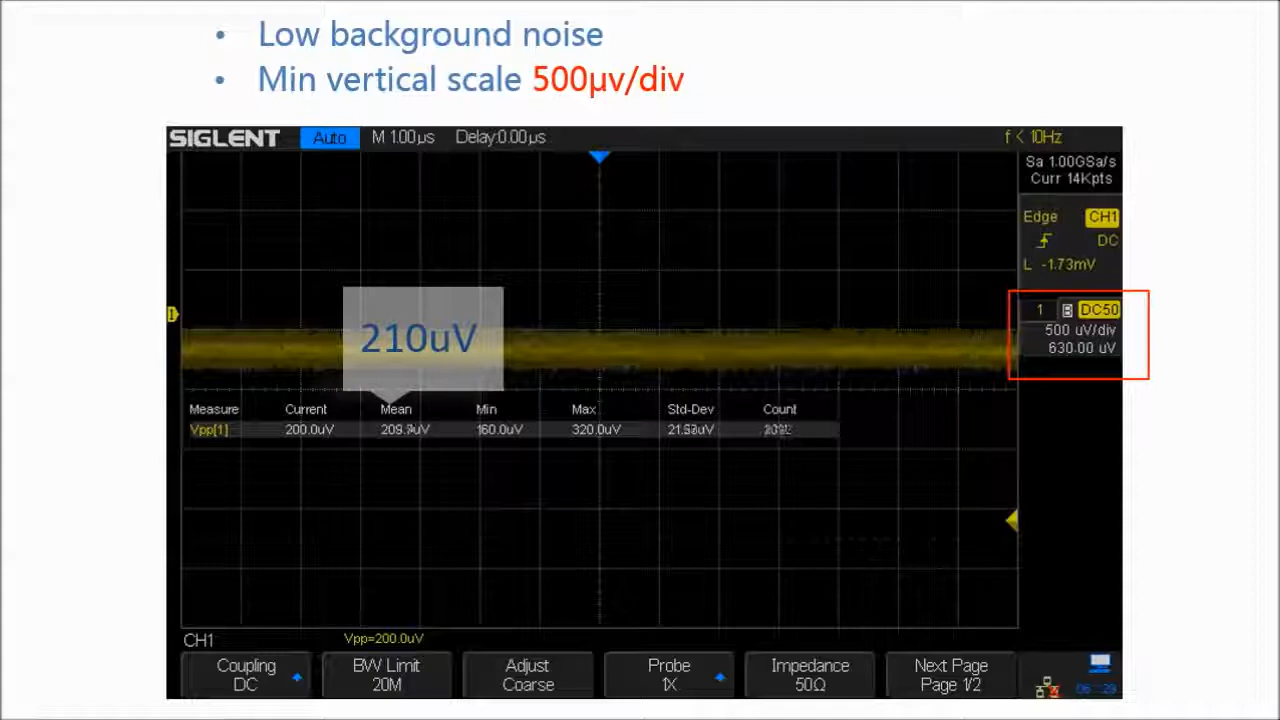 • Low background noise
• Min vertical scale 500µv/div
SIGLENT Auto M 1.00µs Delay:0.00µs f < 10Hz
Sa 1.00GSa/s
Curr 14Kpts
Edge CH1
DC
L -1.73mV
1 B DC50
500 uV/div
630.00 uV
210uV
Measure Current Mean Min Max Std-Dev Count
Vpp[1] 200.0uV 160.0uV 320.0uV
CH1 Vpp=200.0uV
Coupling BW Limit Adjust Probe Impedance Next Page
DC 20M Coarse 1X 50Ω Page 1/2